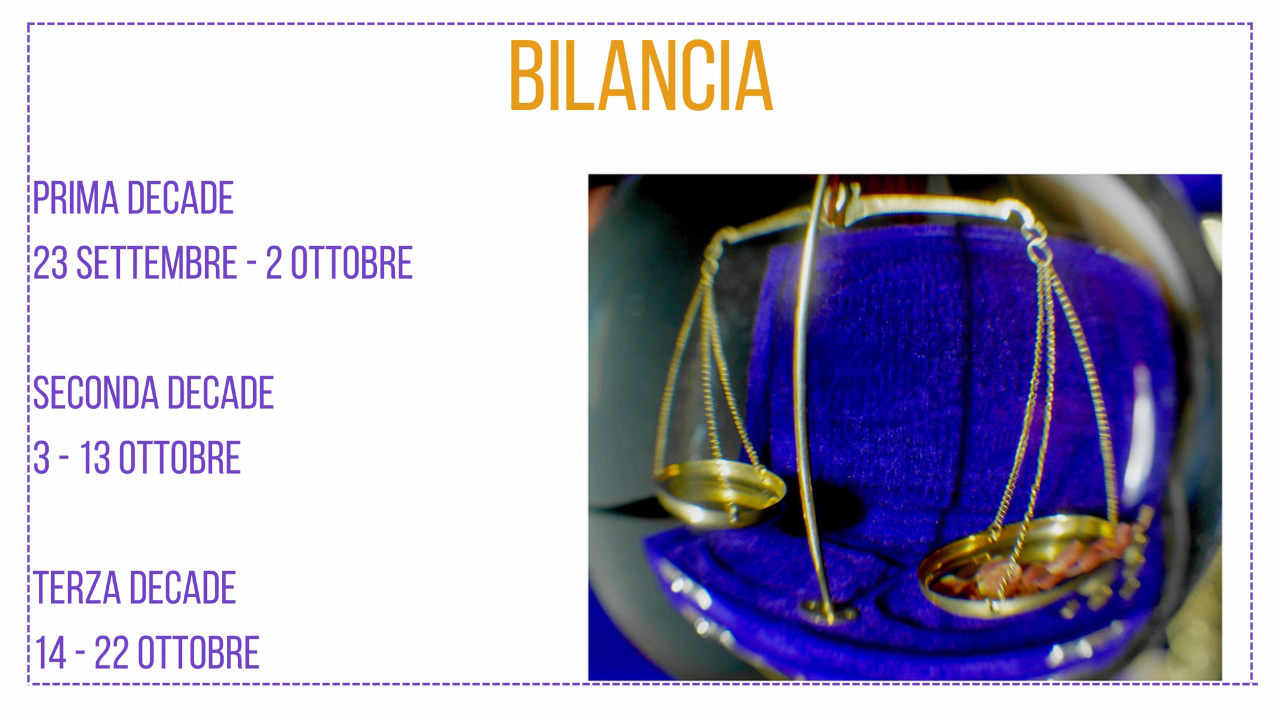 BILANCIA
PRIMA DECADE
23 SETTEMBRE - 2 OTTOBRE
SECONDA DECADE
3 - 13 OTTOBRE
TERZA DECADE
14 - 22 OTTOBRE